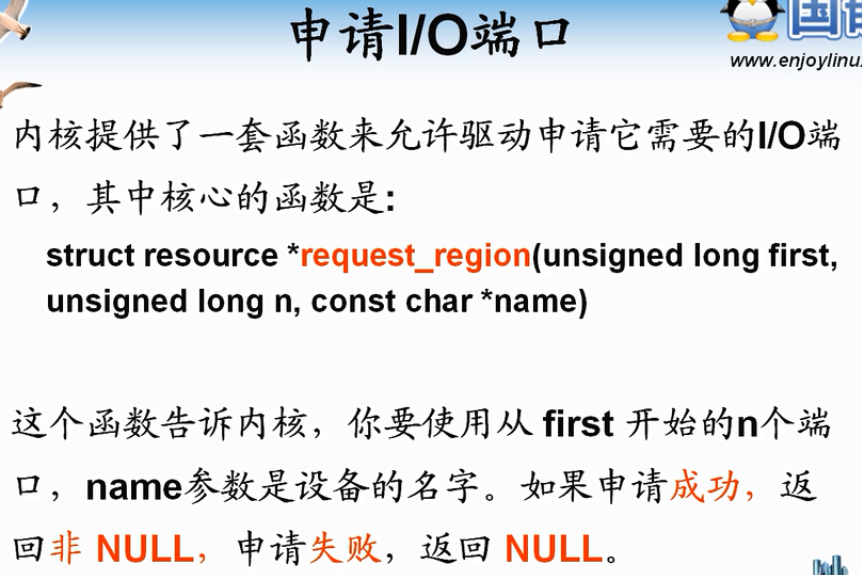 申请I/O端口
www.enjoylinux
内核提供了一套函数来允许驱动申请它需要的I/O端
口，其中核心的函数是:
struct resource *request_region(unsigned long first,
unsigned long n, const char *name)
这个函数告诉内核，你要使用从 first 开始的n个端
口，name参数是设备的名字。如果申请成功，返
回非 NULL，申请失败，返回 NULL。